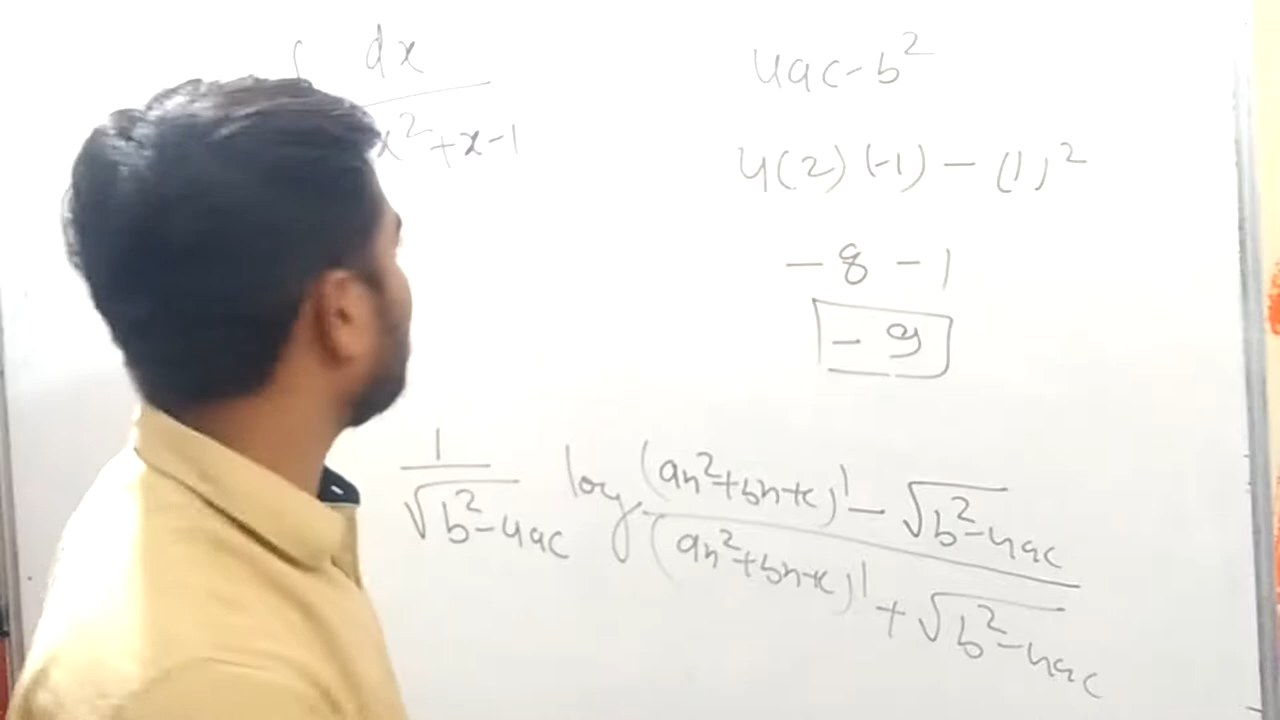 ∫ dx / x² + x - 1
4ac - b²
4(2)(-1) - (1)²
- 8 - 1
- 9
1 / √b² - 4ac log (ax² + bx + c)' - √b² - 4ac / (ax² + bx + c)' + √b² - 4ac